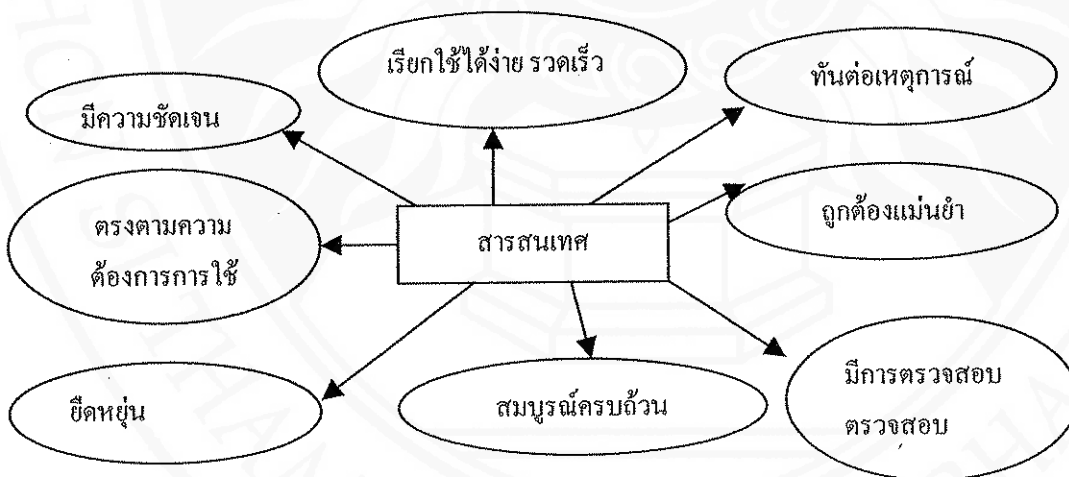 เรียกใช้ได้ง่าย รวดเร็ว
ทันต่อเหตุการณ์
มีความชัดเจน
ถูกต้องแม่นยำ
ตรงตามความ
ต้องการการใช้
สารสนเทศ
มีการตรวจสอบ
ตรวจสอบ
ยืดหยุ่น
สมบูรณ์ครบถ้วน